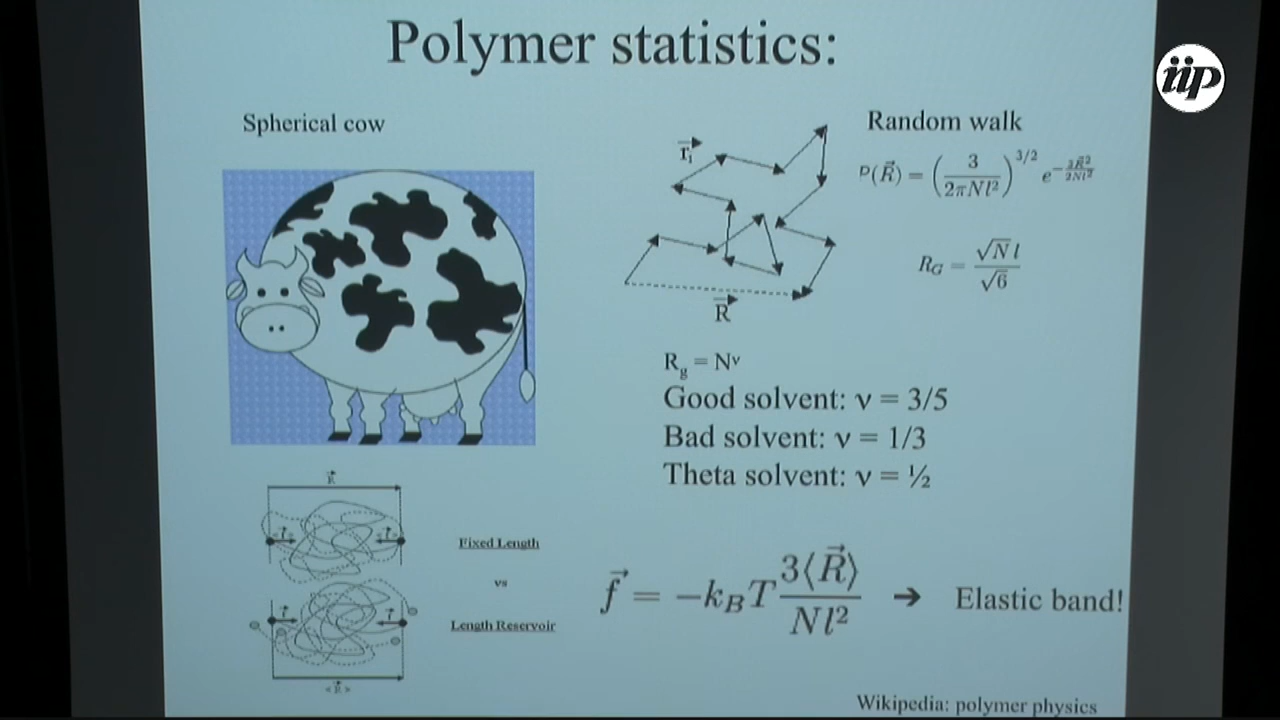 Polymer statistics:
iip
Spherical cow
Random walk
r⃗ᵢ
P(R⃗) = (3 / 2πNl²)^3/2 e^−3R⃗²/2Nl²
R_G = √N l / √6
R⃗
R_g = N^ν
Good solvent: ν = 3/5
Bad solvent: ν = 1/3
Theta solvent: ν = ½
R⃗
Fixed Length
vs
Length Reservoir
<R⃗>
f⃗ = −k_B T 3⟨R⃗⟩ / Nl² ➔ Elastic band!
Wikipedia: polymer physics